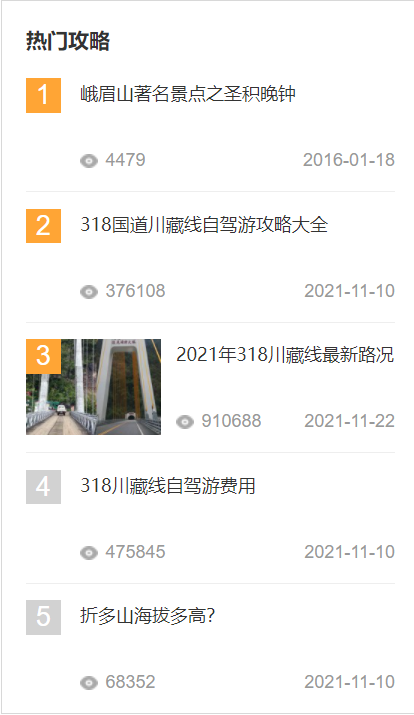 热门攻略
1 峨眉山著名景点之圣积晚钟
4479 2016-01-18
2 318国道川藏线自驾游攻略大全
376108 2021-11-10
3 2021年318川藏线最新路况
910688 2021-11-22
4 318川藏线自驾游费用
475845 2021-11-10
5 折多山海拔多高?
68352 2021-11-10